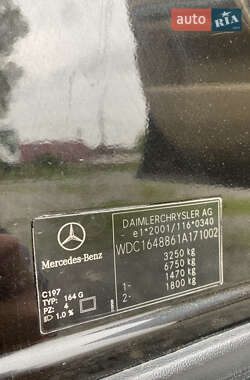 auto RIA
DAIMLERCHRYSLER AG
e1*2001/116*0340
WDC1648861A171002
3250 kg
6750 kg
1- 1470 kg
2- 1800 kg
Mercedes-Benz
C197
TYP: 164 G
PZ: 4
1.0 %